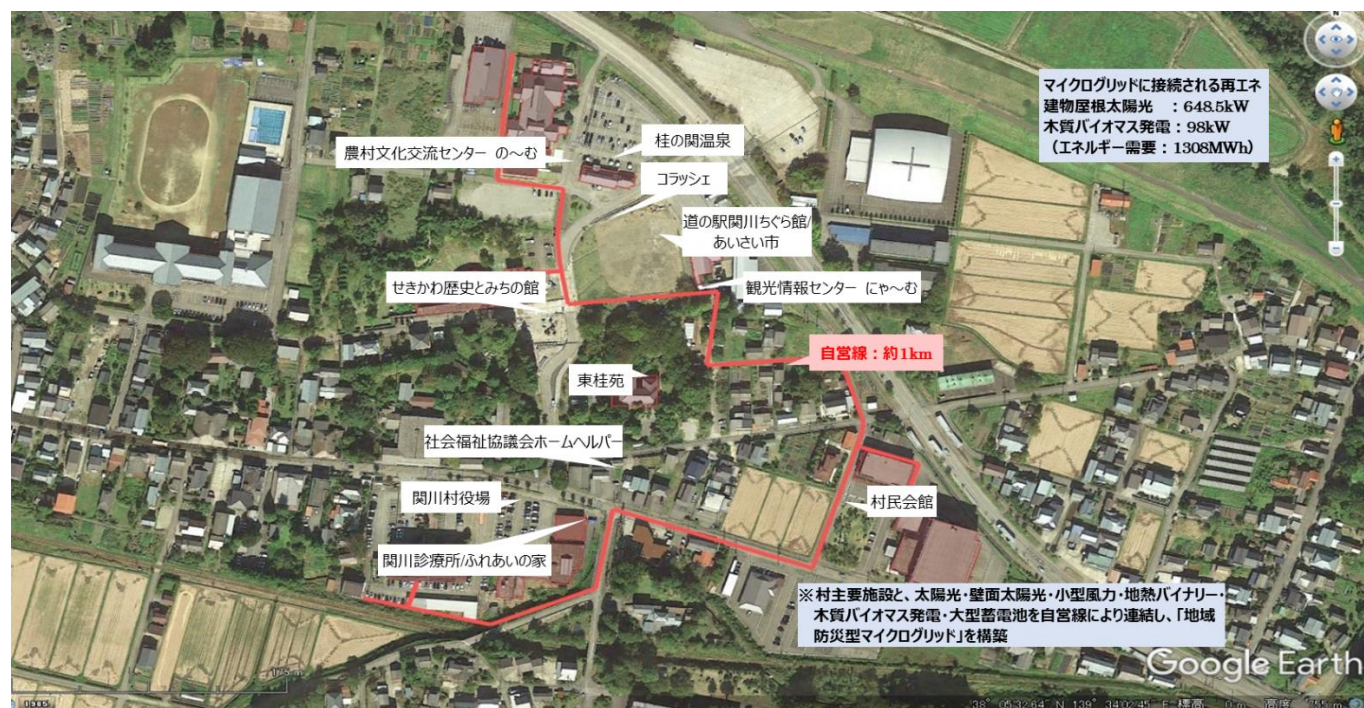 マイクログリッドに接続される再エネ
建物屋根太陽光 :648.5kW
木質バイオマス発電:98kW
(エネルギー需要:1308MWh)
農村文化交流センター の~む
桂の関温泉
コラッシェ
道の駅関川ちぐら館/
あいさい市
せきかわ歴史とみちの館
観光情報センター にゃ~む
自営線:約1km
東桂苑
社会福祉協議会ホームヘルパー
関川村役場
村民会館
関川診療所/ふれあいの家
※村主要施設と、太陽光・壁面太陽光・小型風力・地熱バイナリー・
木質バイオマス発電・大型蓄電池を自営線により連結し、「地域
防災型マイクログリッド」を構築
Google Earth